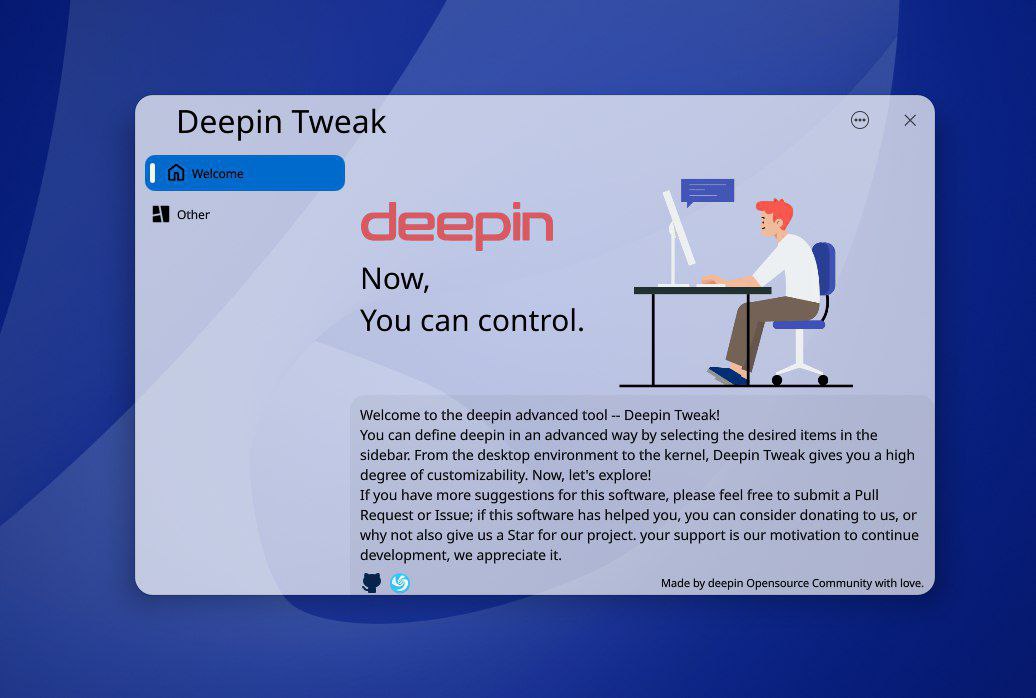 Deepin Tweak
Welcome
Other
deepin
Now,
You can control.
Welcome to the deepin advanced tool -- Deepin Tweak!
You can define deepin in an advanced way by selecting the desired items in the
sidebar. From the desktop environment to the kernel, Deepin Tweak gives you a high
degree of customizability. Now, let's explore!
If you have more suggestions for this software, please feel free to submit a Pull
Request or Issue; if this software has helped you, you can consider donating to us, or
why not also give us a Star for our project. your support is our motivation to continue
development, we appreciate it.
Made by deepin Opensource Community with love.